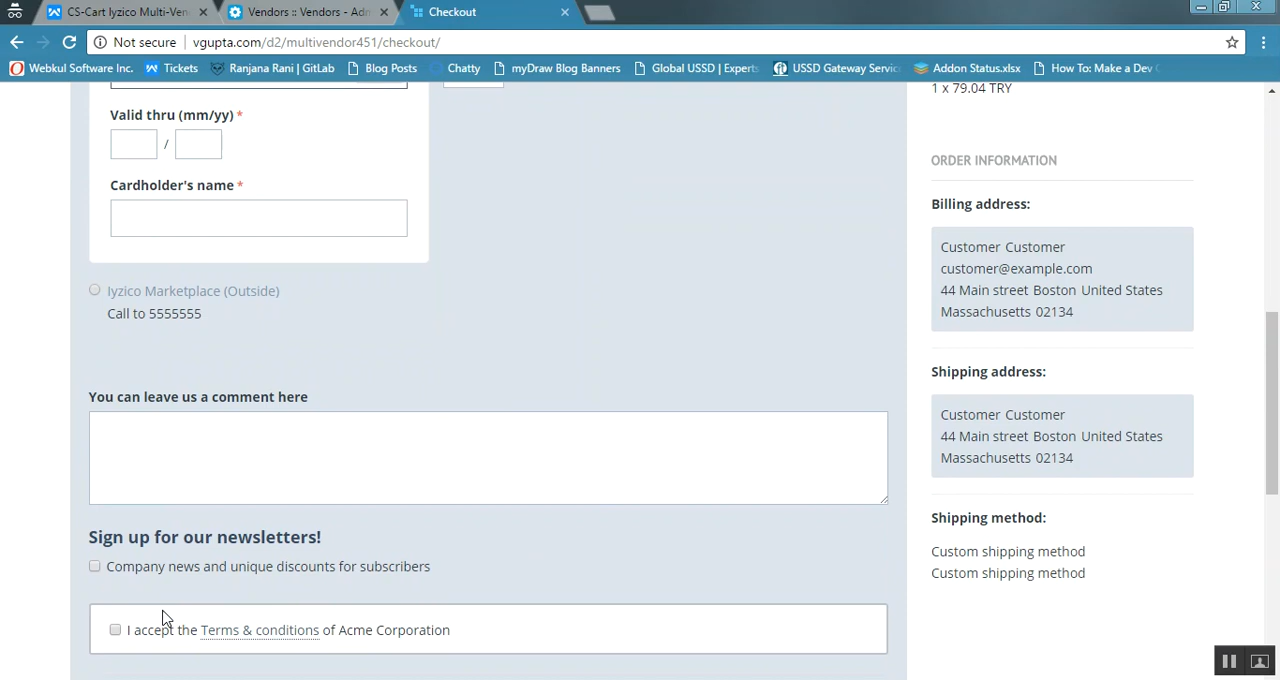 CS-Cart Iyzico Multi-Ven
Vendors :: Vendors - Adm
Checkout
Not secure
vgupta.com/d2/multivendor451/checkout/
Webkul Software Inc.
Tickets
Ranjana Rani | GitLab
Blog Posts
Chatty
myDraw Blog Banners
Global USSD | Experts
USSD Gateway Servic
Addon Status.xlsx
How To: Make a Dev C
1 x 79.04 TRY
Valid thru (mm/yy) *
/
Cardholder's name *
Iyzico Marketplace (Outside)
Call to 5555555
You can leave us a comment here
Sign up for our newsletters!
Company news and unique discounts for subscribers
I accept the Terms & conditions of Acme Corporation
ORDER INFORMATION
Billing address:
Customer Customer
customer@example.com
44 Main street Boston United States
Massachusetts 02134
Shipping address:
Customer Customer
44 Main street Boston United States
Massachusetts 02134
Shipping method:
Custom shipping method
Custom shipping method